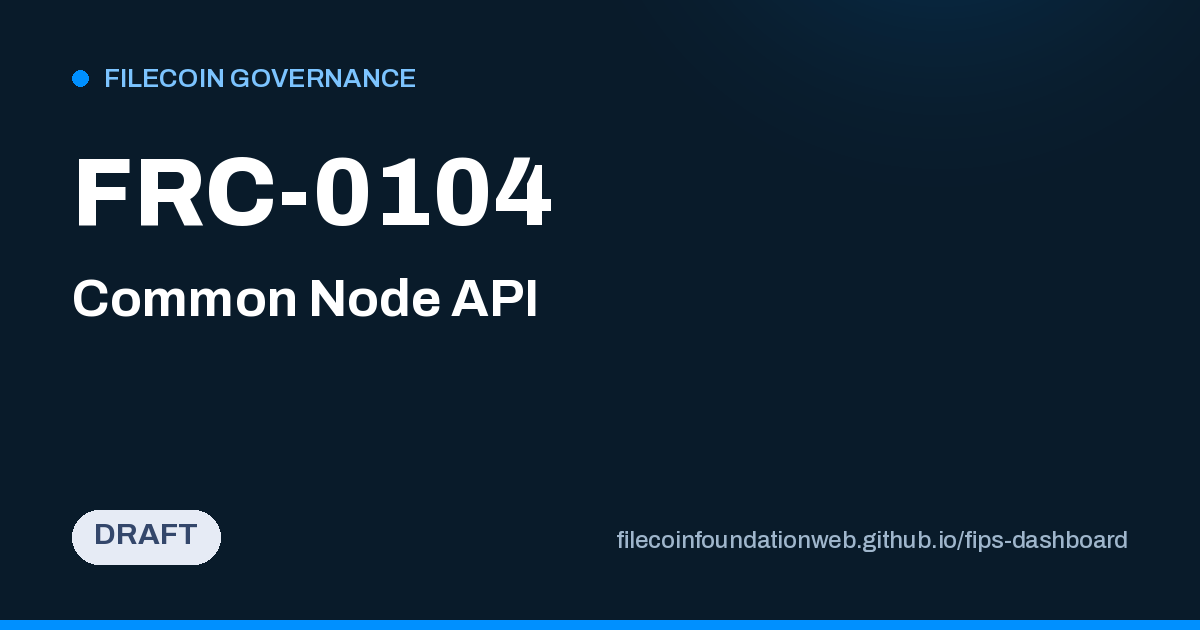 FILECOIN GOVERNANCE
FRC-0104
Common Node API
DRAFT
filecoinfoundationweb.github.io/fips-dashboard